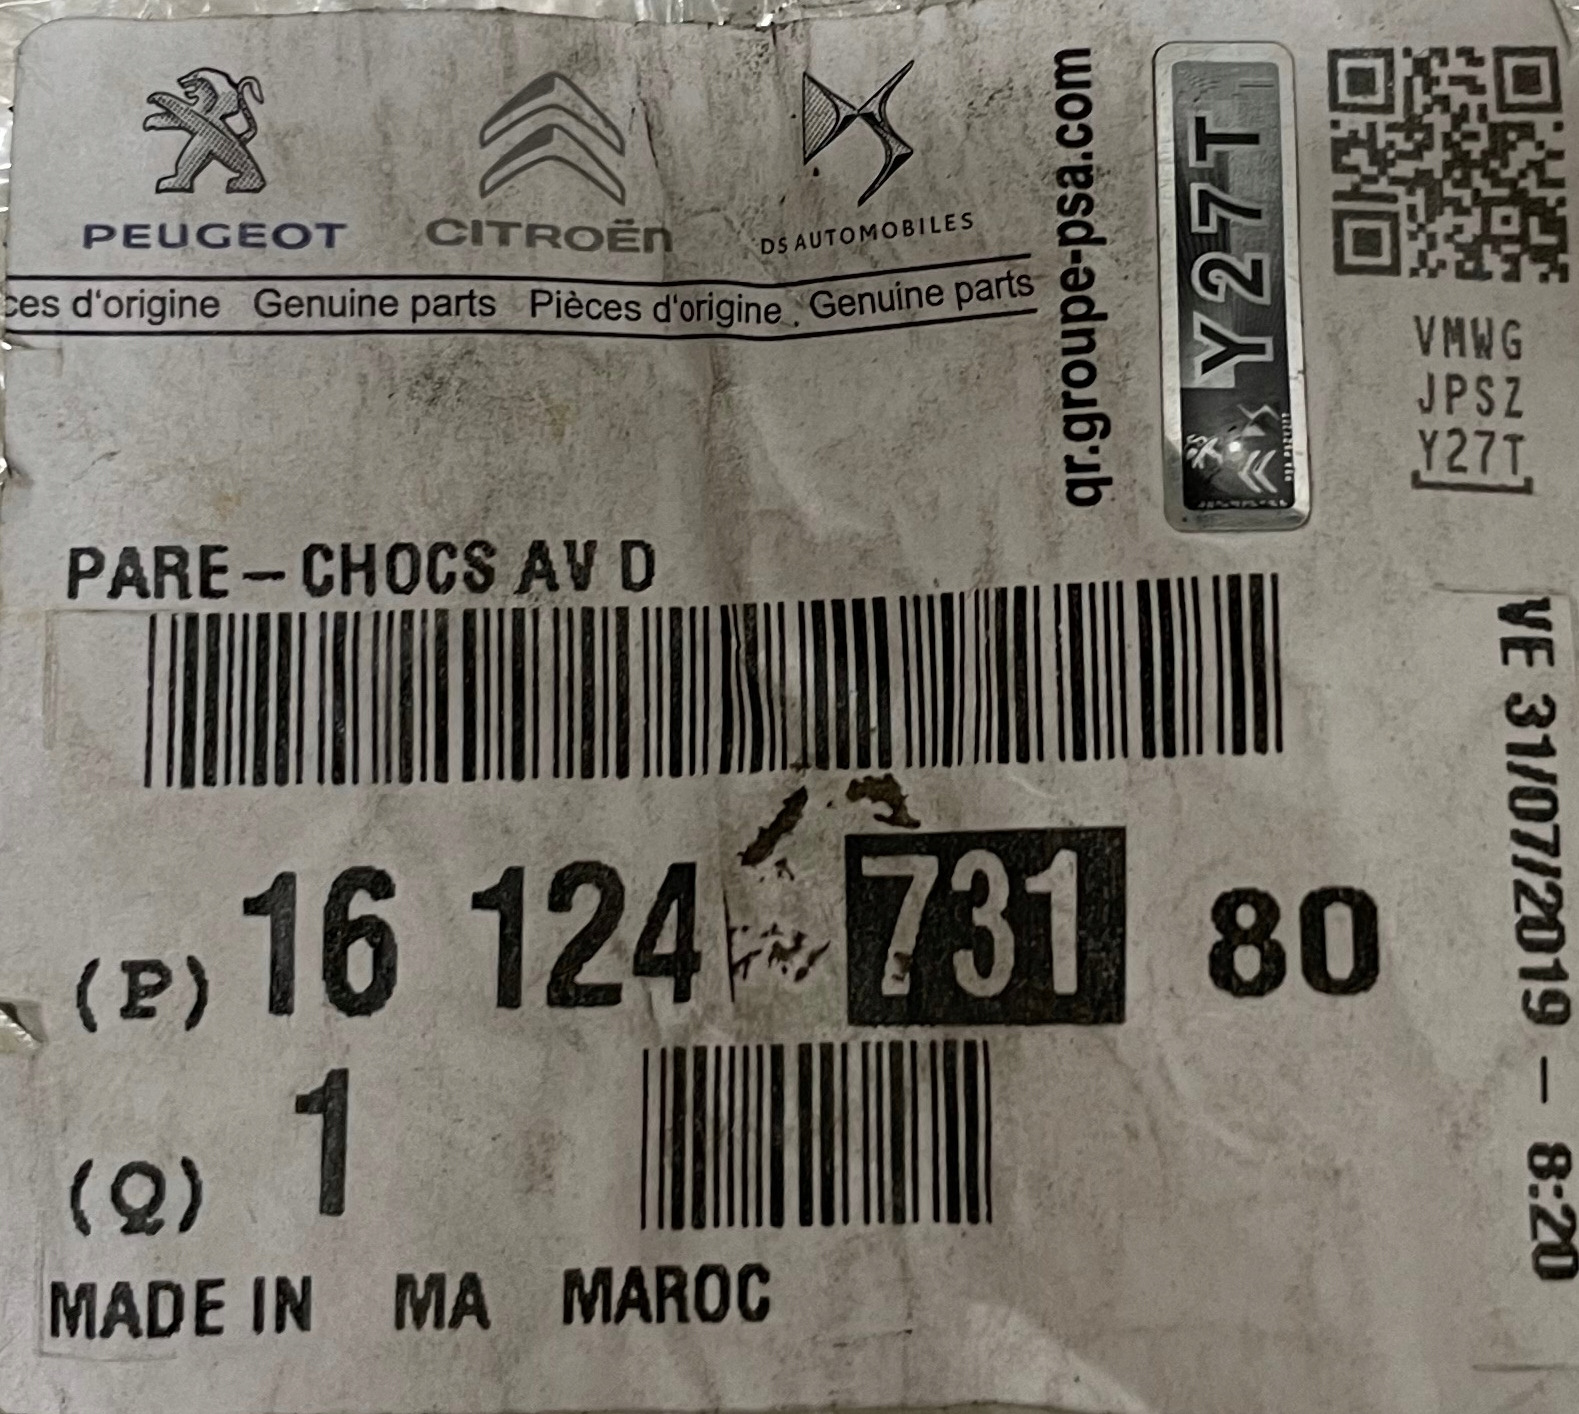 PEUGEOT CITROËn DS AUTOMOBILES
ces d'origine Genuine parts Pièces d'origine Genuine parts
qr.groupe-psa.com
Y27T
VMWG
JPSZ
Y27T
PARE-CHOCS AV D
(P) 16 124 731 80
(Q) 1
MADE IN MA MAROC
VE 31/07/2019 - 8:20